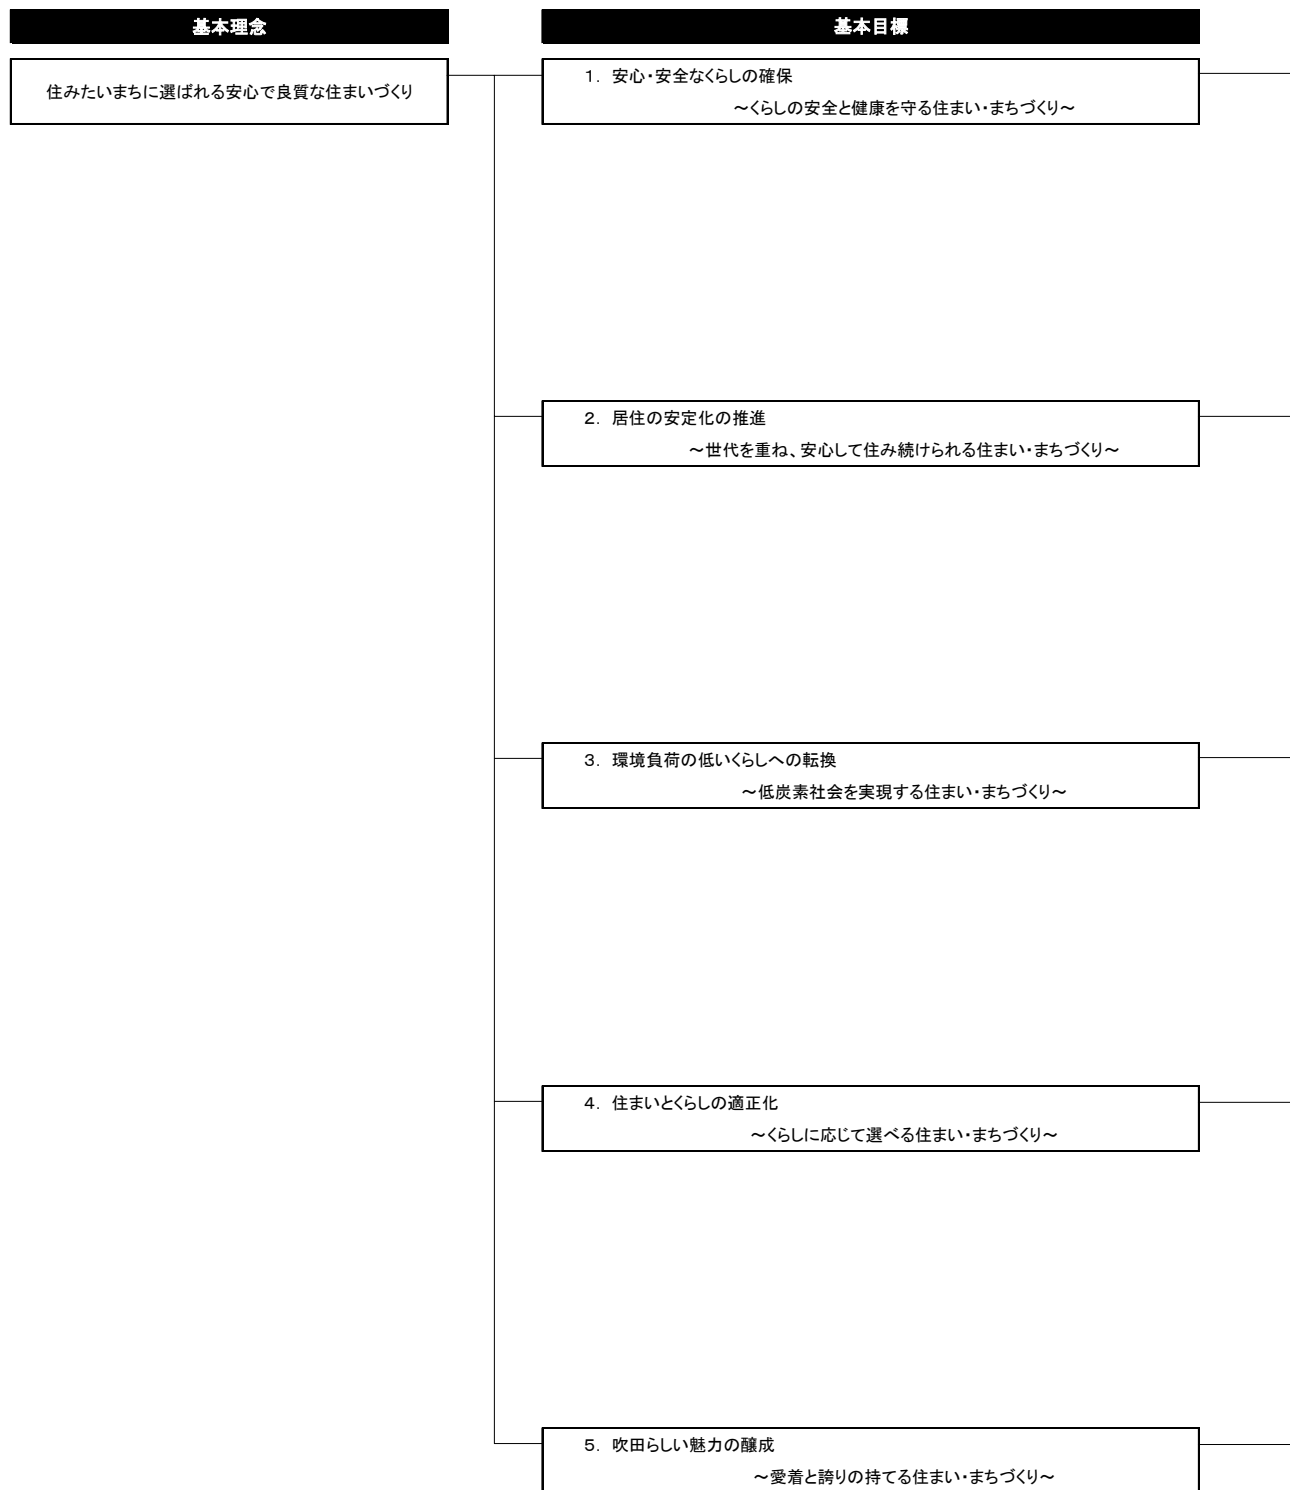 基本理念
基本目標
住みたいまちに選ばれる安心で良質な住まいづくり
１．安心・安全なくらしの確保
～くらしの安全と健康を守る住まい・まちづくり～
２．居住の安定化の推進
～世代を重ね、安心して住み続けられる住まい・まちづくり～
３．環境負荷の低いくらしへの転換
～低炭素社会を実現する住まい・まちづくり～
４．住まいとくらしの適正化
～くらしに応じて選べる住まい・まちづくり～
５．吹田らしい魅力の醸成
～愛着と誇りの持てる住まい・まちづくり～